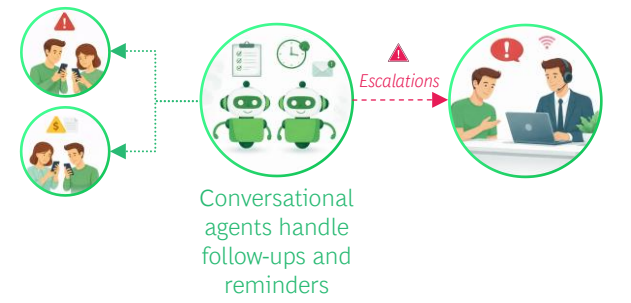 Escalations
Conversational
agents handle
follow-ups and
reminders